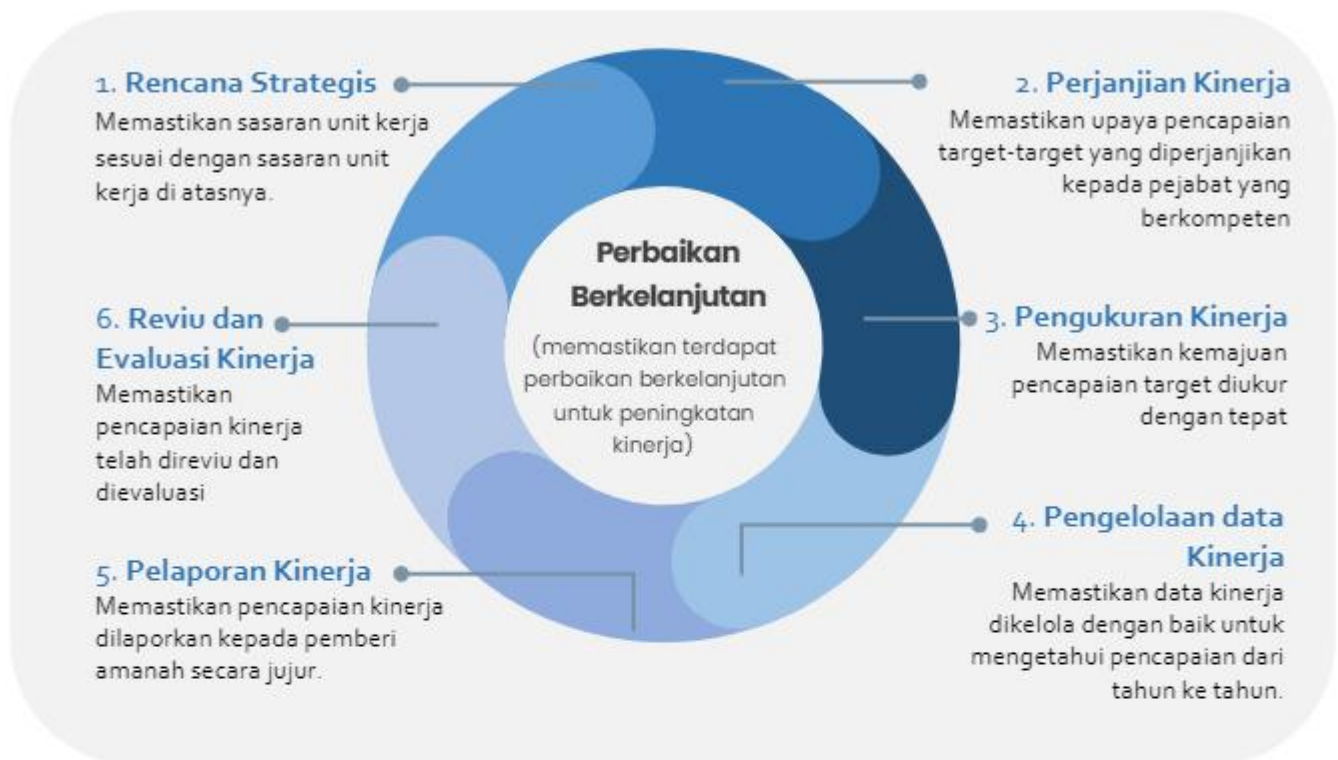 1. Rencana Strategis
Memastikan sasaran unit kerja
sesuai dengan sasaran unit
kerja di atasnya.
2. Perjanjian Kinerja
Memastikan upaya pencapaian
target-target yang diperjanjikan
kepada pejabat yang
berkompeten
3. Pengukuran Kinerja
Memastikan kemajuan
pencapaian target diukur
dengan tepat
4. Pengelolaan data
Kinerja
Memastikan data kinerja
dikelola dengan baik untuk
mengetahui pencapaian dari
tahun ke tahun.
5. Pelaporan Kinerja
Memastikan pencapaian kinerja
dilaporkan kepada pemberi
amanah secara jujur.
6. Reviu dan
Evaluasi Kinerja
Memastikan
pencapaian kinerja
telah direviu dan
dievaluasi
Perbaikan
Berkelanjutan
(memastikan terdapat
perbaikan berkelanjutan
untuk peningkatan
kinerja)